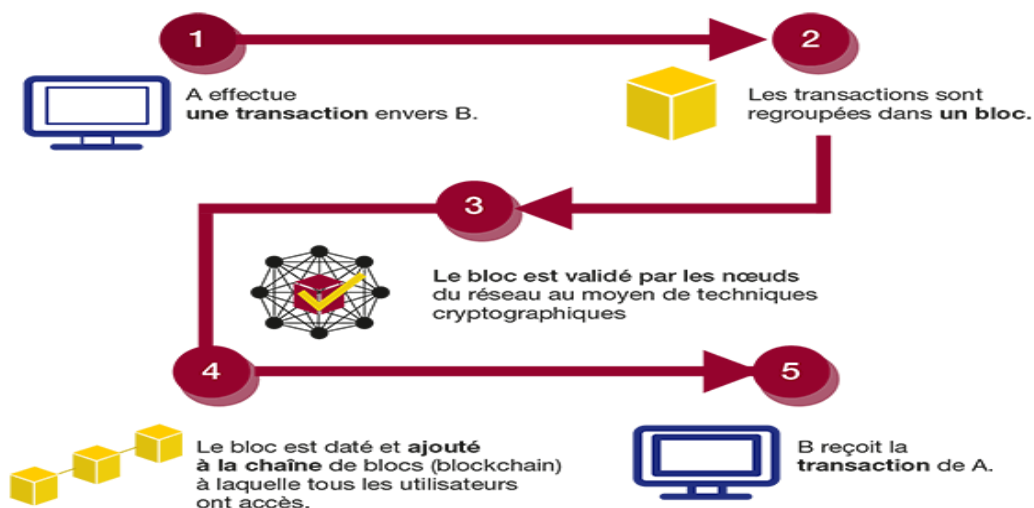 1
A effectue
une transaction envers B.
2
Les transactions sont
regroupées dans un bloc.
3
Le bloc est validé par les nœuds
du réseau au moyen de techniques
cryptographiques
4
Le bloc est daté et ajouté
à la chaîne de blocs (blockchain)
à laquelle tous les utilisateurs
ont accès.
5
B reçoit la
transaction de A.